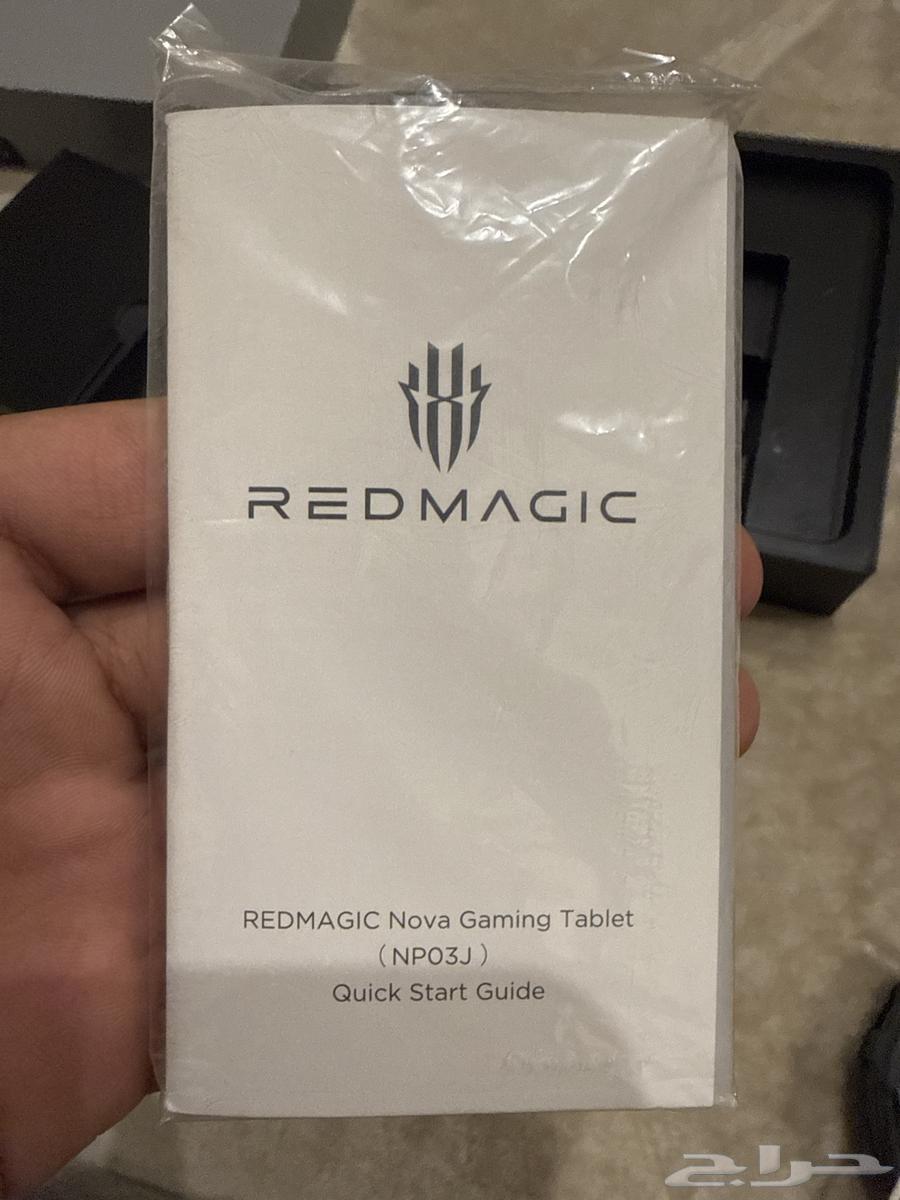 REDMAGIC
REDMAGIC Nova Gaming Tablet
(NP03J)
Quick Start Guide
حراج